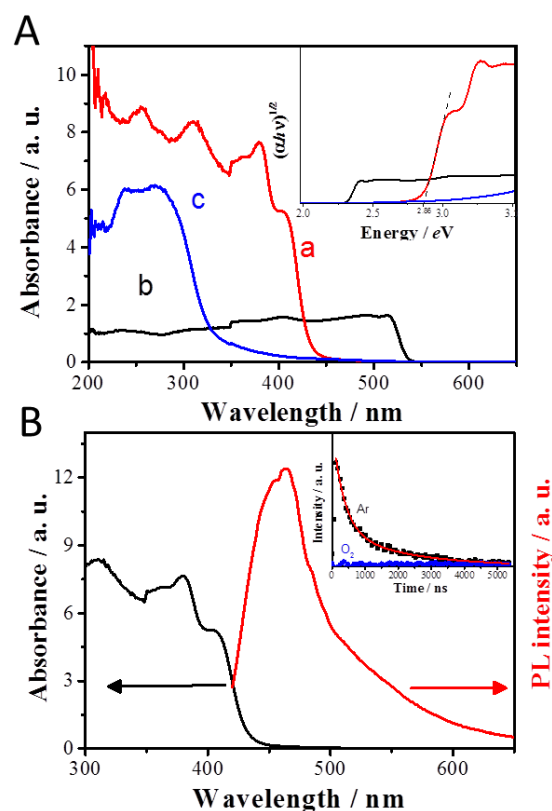 A
Absorbance / a. u.
10
8
6
4
2
0
a
b
c
200 300 400 500 600
Wavelength / nm
(αhν)^1/2
2.0 2.5 2.86 3.0 3.5
Energy / eV
B
Absorbance / a. u.
12
9
6
3
0
300 400 500 600
Wavelength / nm
PL intensity / a. u.
Intensity / a. u.
Ar
O2
0 1000 2000 3000 4000 5000
Time / ns